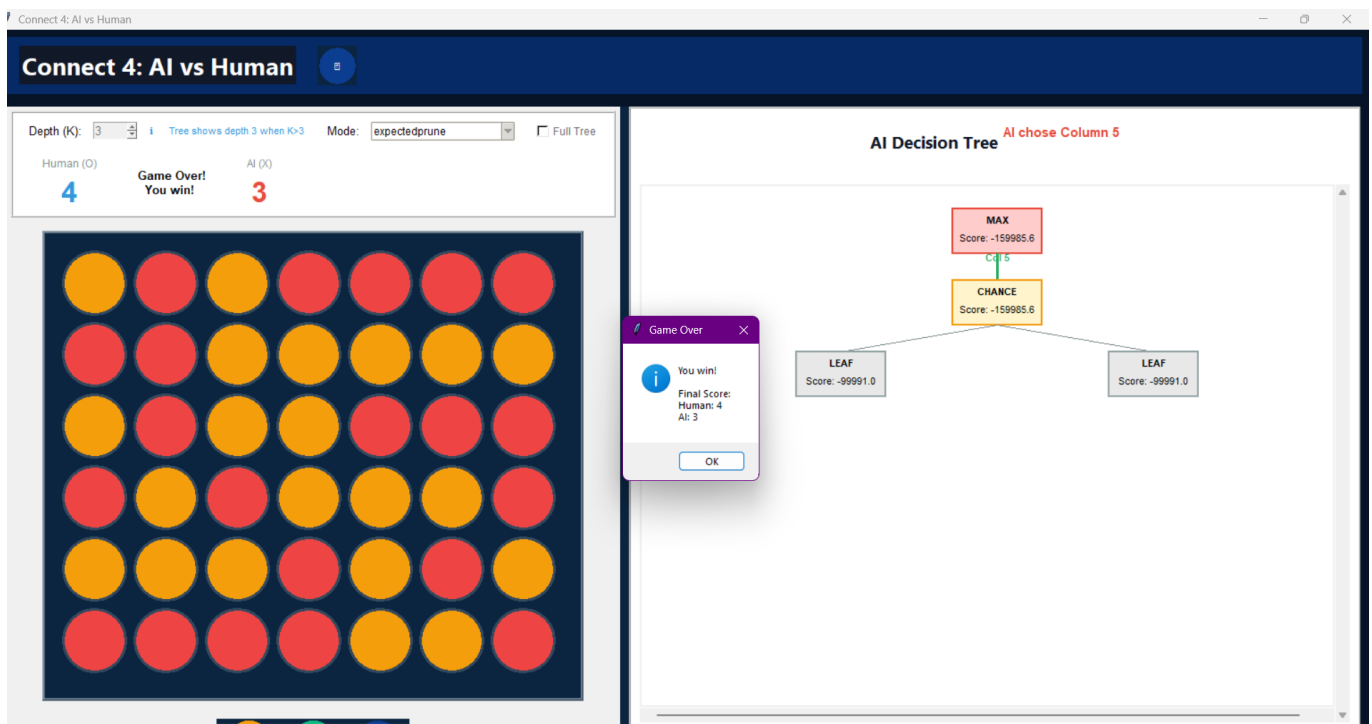 Connect 4: AI vs Human
Connect 4: AI vs Human
Depth (K): 3 i Tree shows depth 3 when K>3 Mode: expectedprune Full Tree
Human (O) AI (X)
Game Over!
You win!
4 3
AI Decision Tree AI chose Column 5
MAX
Score: -159985.6
Col 5
CHANCE
Score: -159985.6
LEAF
Score: -99991.0
LEAF
Score: -99991.0
Game Over
You win!
Final Score:
Human: 4
AI: 3
OK